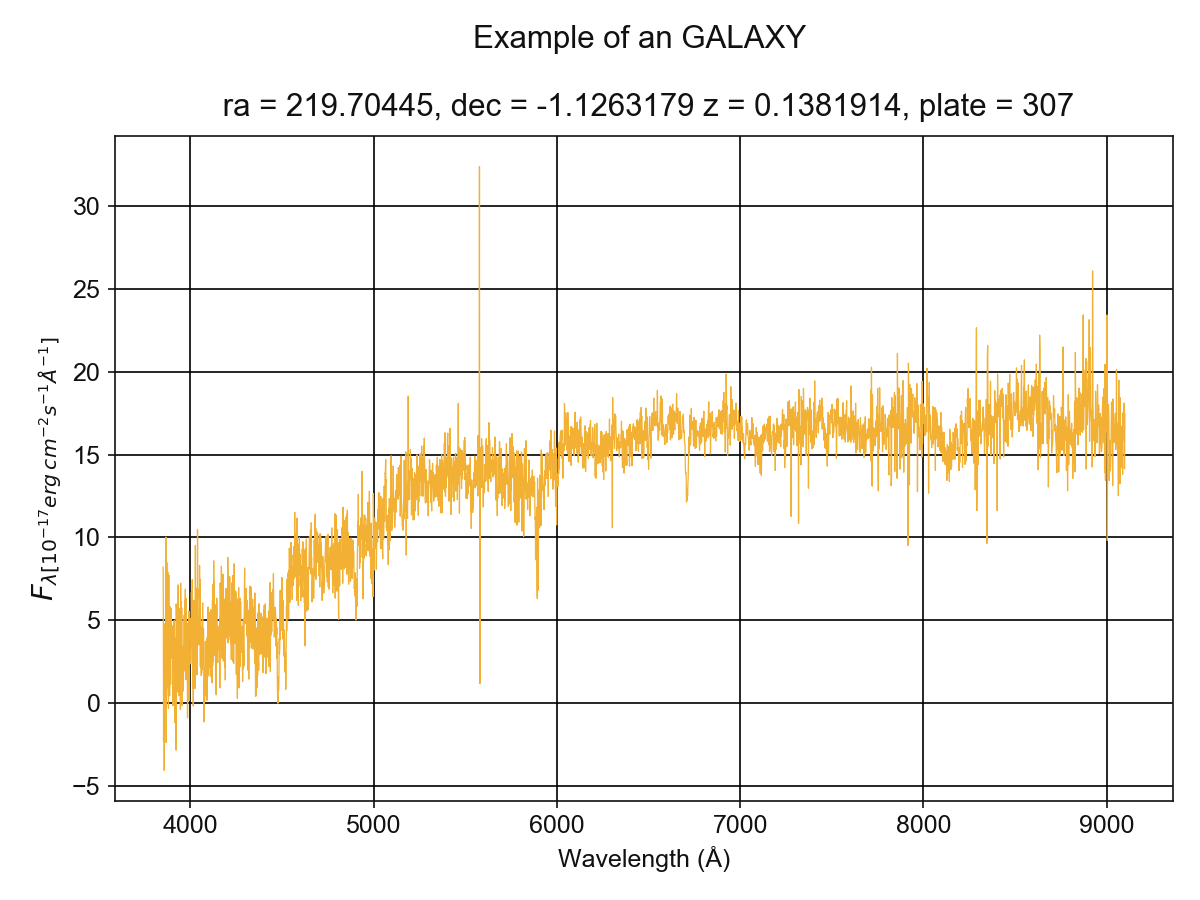 Example of an GALAXY
ra = 219.70445, dec = -1.1263179 z = 0.1381914, plate = 307
30
25
20
15
10
5
0
−5
F_{λ[10^{−17}erg cm^{−2}s^{−1}Å^{−1}]}
4000 5000 6000 7000 8000 9000
Wavelength (Å)